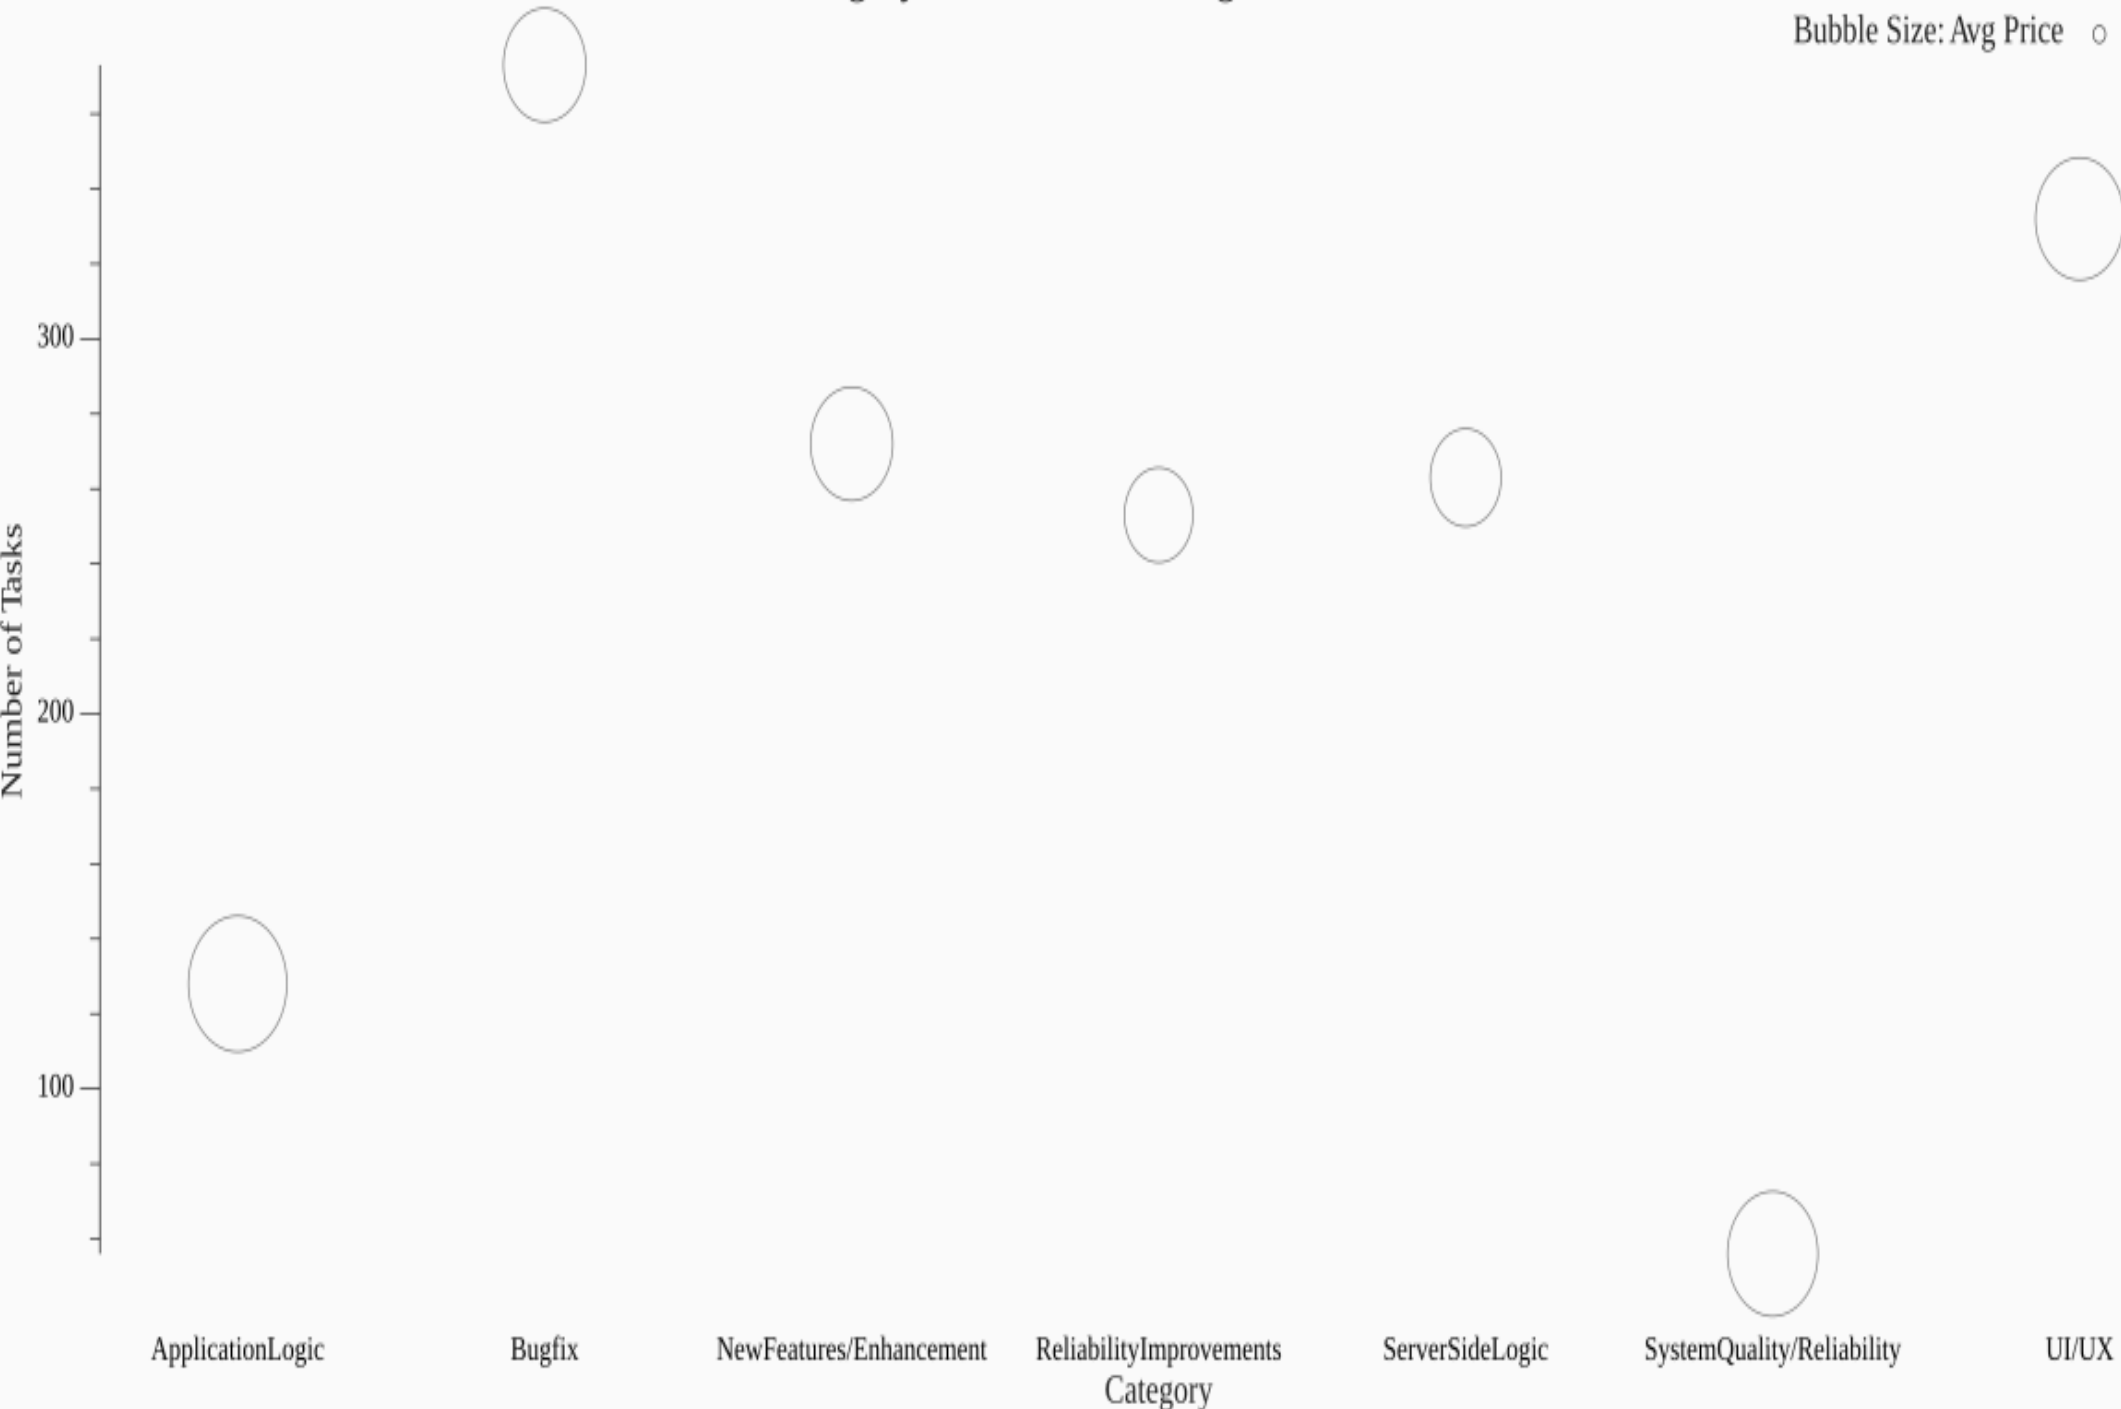 Bubble Size: Avg Price
300
200
100
Number of Tasks
ApplicationLogic Bugfix NewFeatures/Enhancement ReliabilityImprovements ServerSideLogic SystemQuality/Reliability UI/UX
Category